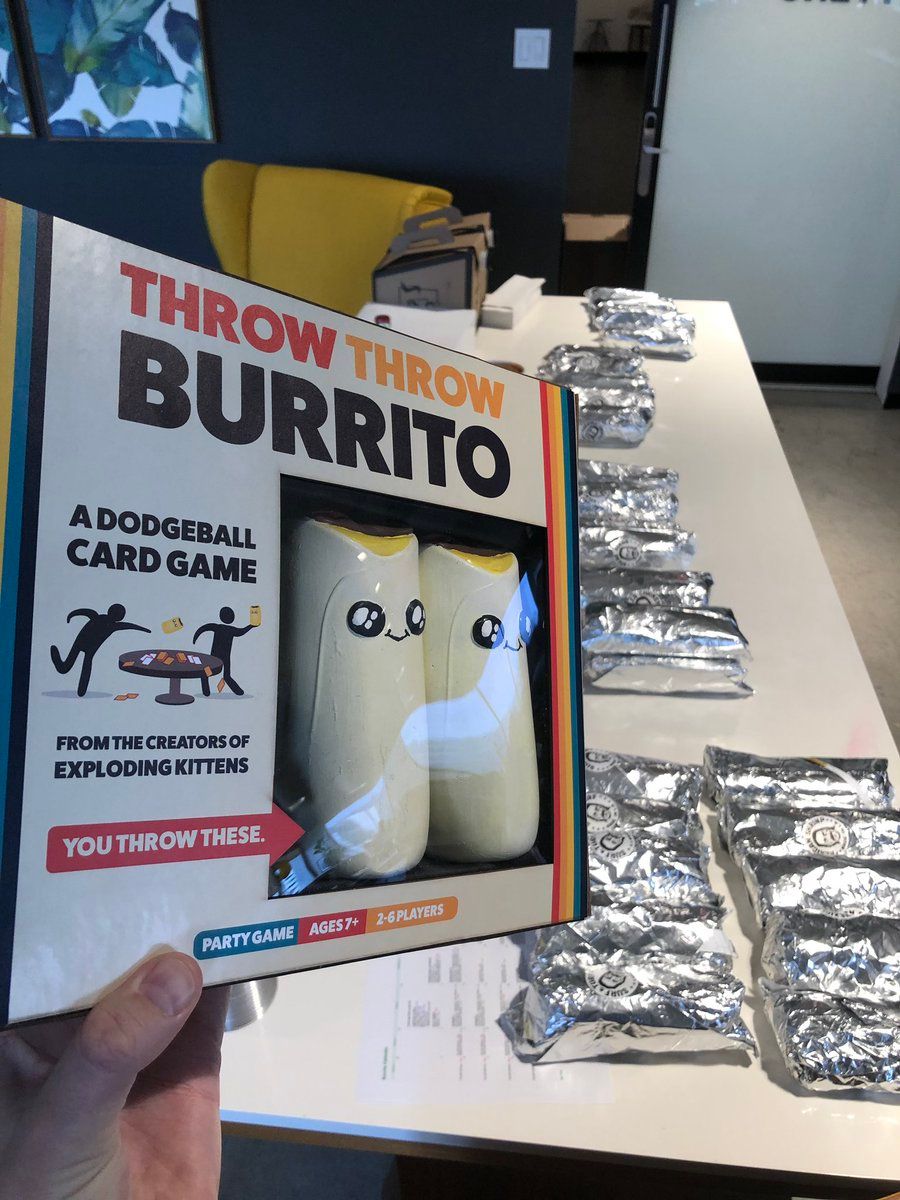 THROW THROW
BURRITO
A DODGEBALL
CARD GAME
FROM THE CREATORS OF
EXPLODING KITTENS
YOU THROW THESE.
PARTY GAME AGES 7+ 2-6 PLAYERS